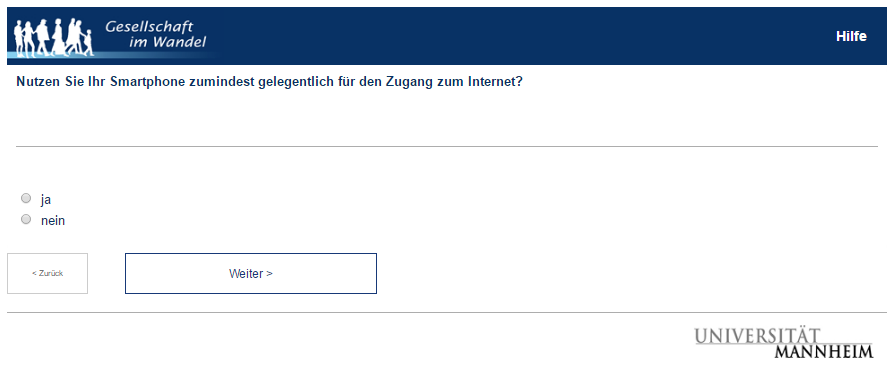 Gesellschaft
im Wandel
Hilfe
Nutzen Sie Ihr Smartphone zumindest gelegentlich für den Zugang zum Internet?
ja
nein
< Zurück
Weiter >
UNIVERSITÄT
MANNHEIM